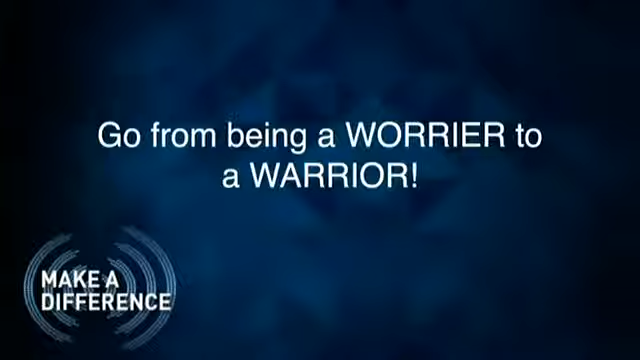 Go from being a WORRIER to
a WARRIOR!
MAKE A
DIFFERENCE